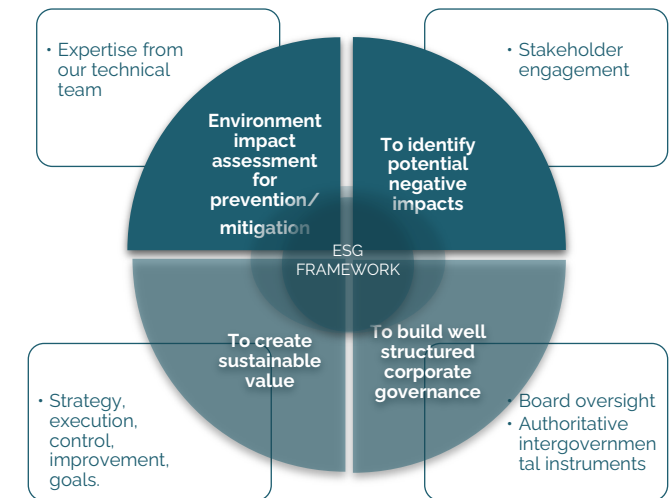 • Expertise from
our technical
team
• Stakeholder
engagement
Environment
impact
assessment
for
prevention/
mitigation
To identify
potential
negative
impacts
ESG
FRAMEWORK
To create
sustainable
value
To build well
structured
corporate
governance
• Strategy,
execution,
control,
improvement,
goals.
• Board oversight
• Authoritative
intergovernmen
tal instruments